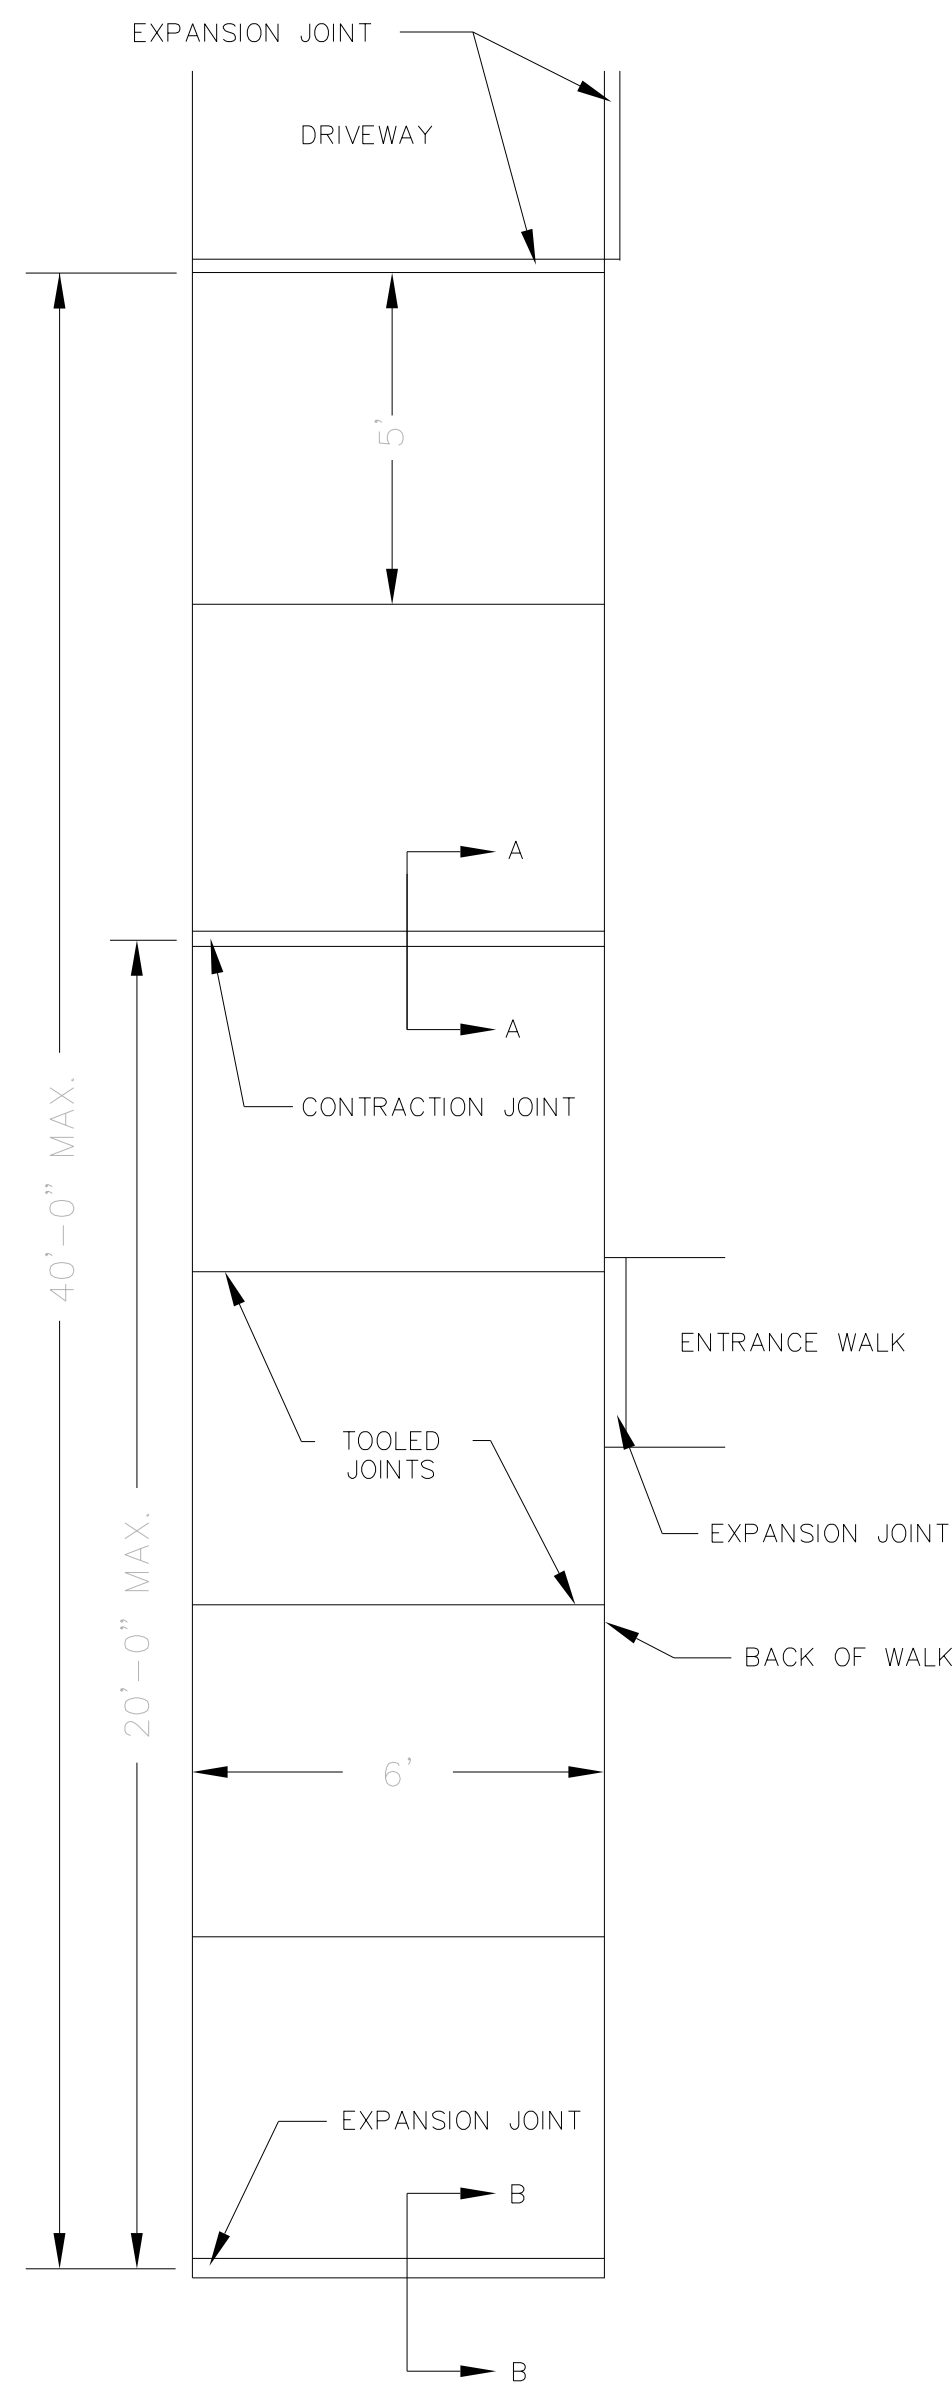 EXPANSION JOINT
DRIVEWAY
5'
A
A
CONTRACTION JOINT
40'-0" MAX.
ENTRANCE WALK
TOOLED
JOINTS
EXPANSION JOINT
20'-0" MAX.
BACK OF WALK
6'
EXPANSION JOINT
B
B